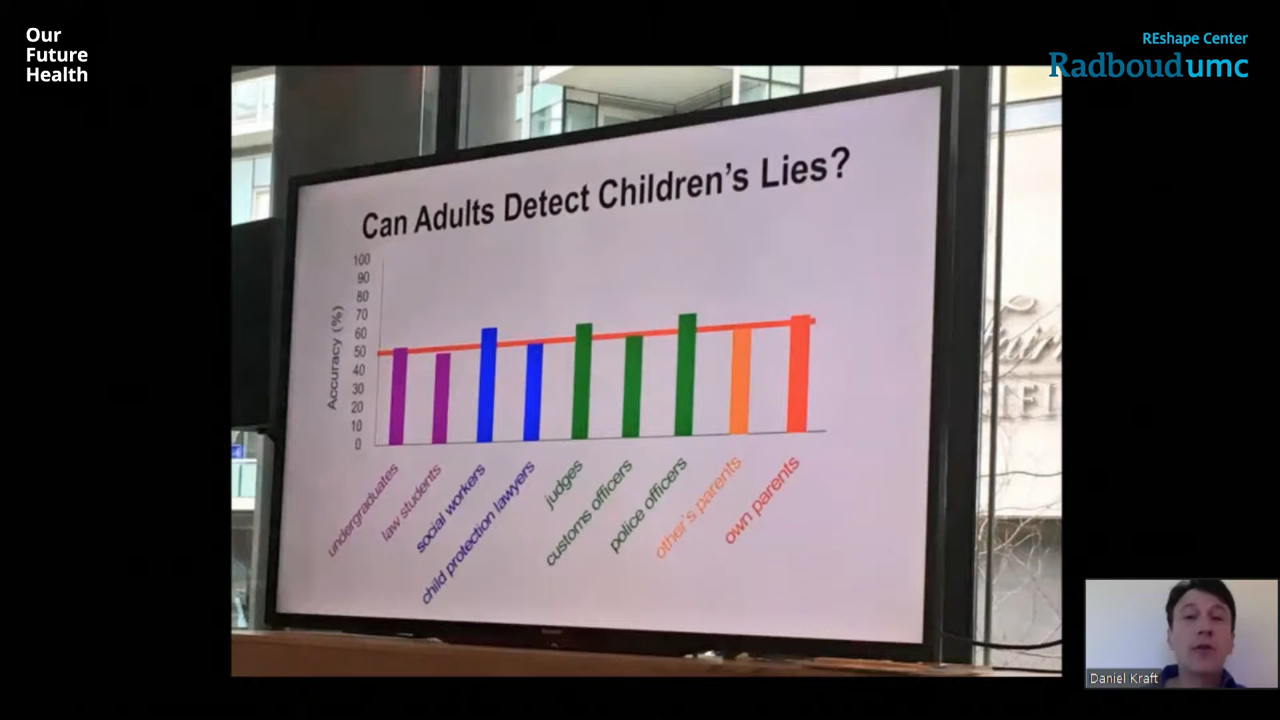 Our
Future
Health
REshape Center
Radboudumc
Can Adults Detect Children's Lies?
Accuracy (%)
100
90
80
70
60
50
40
30
20
10
0
undergraduates
law students
social workers
child protection lawyers
judges
customs officers
police officers
other's parents
own parents
Daniel Kraft